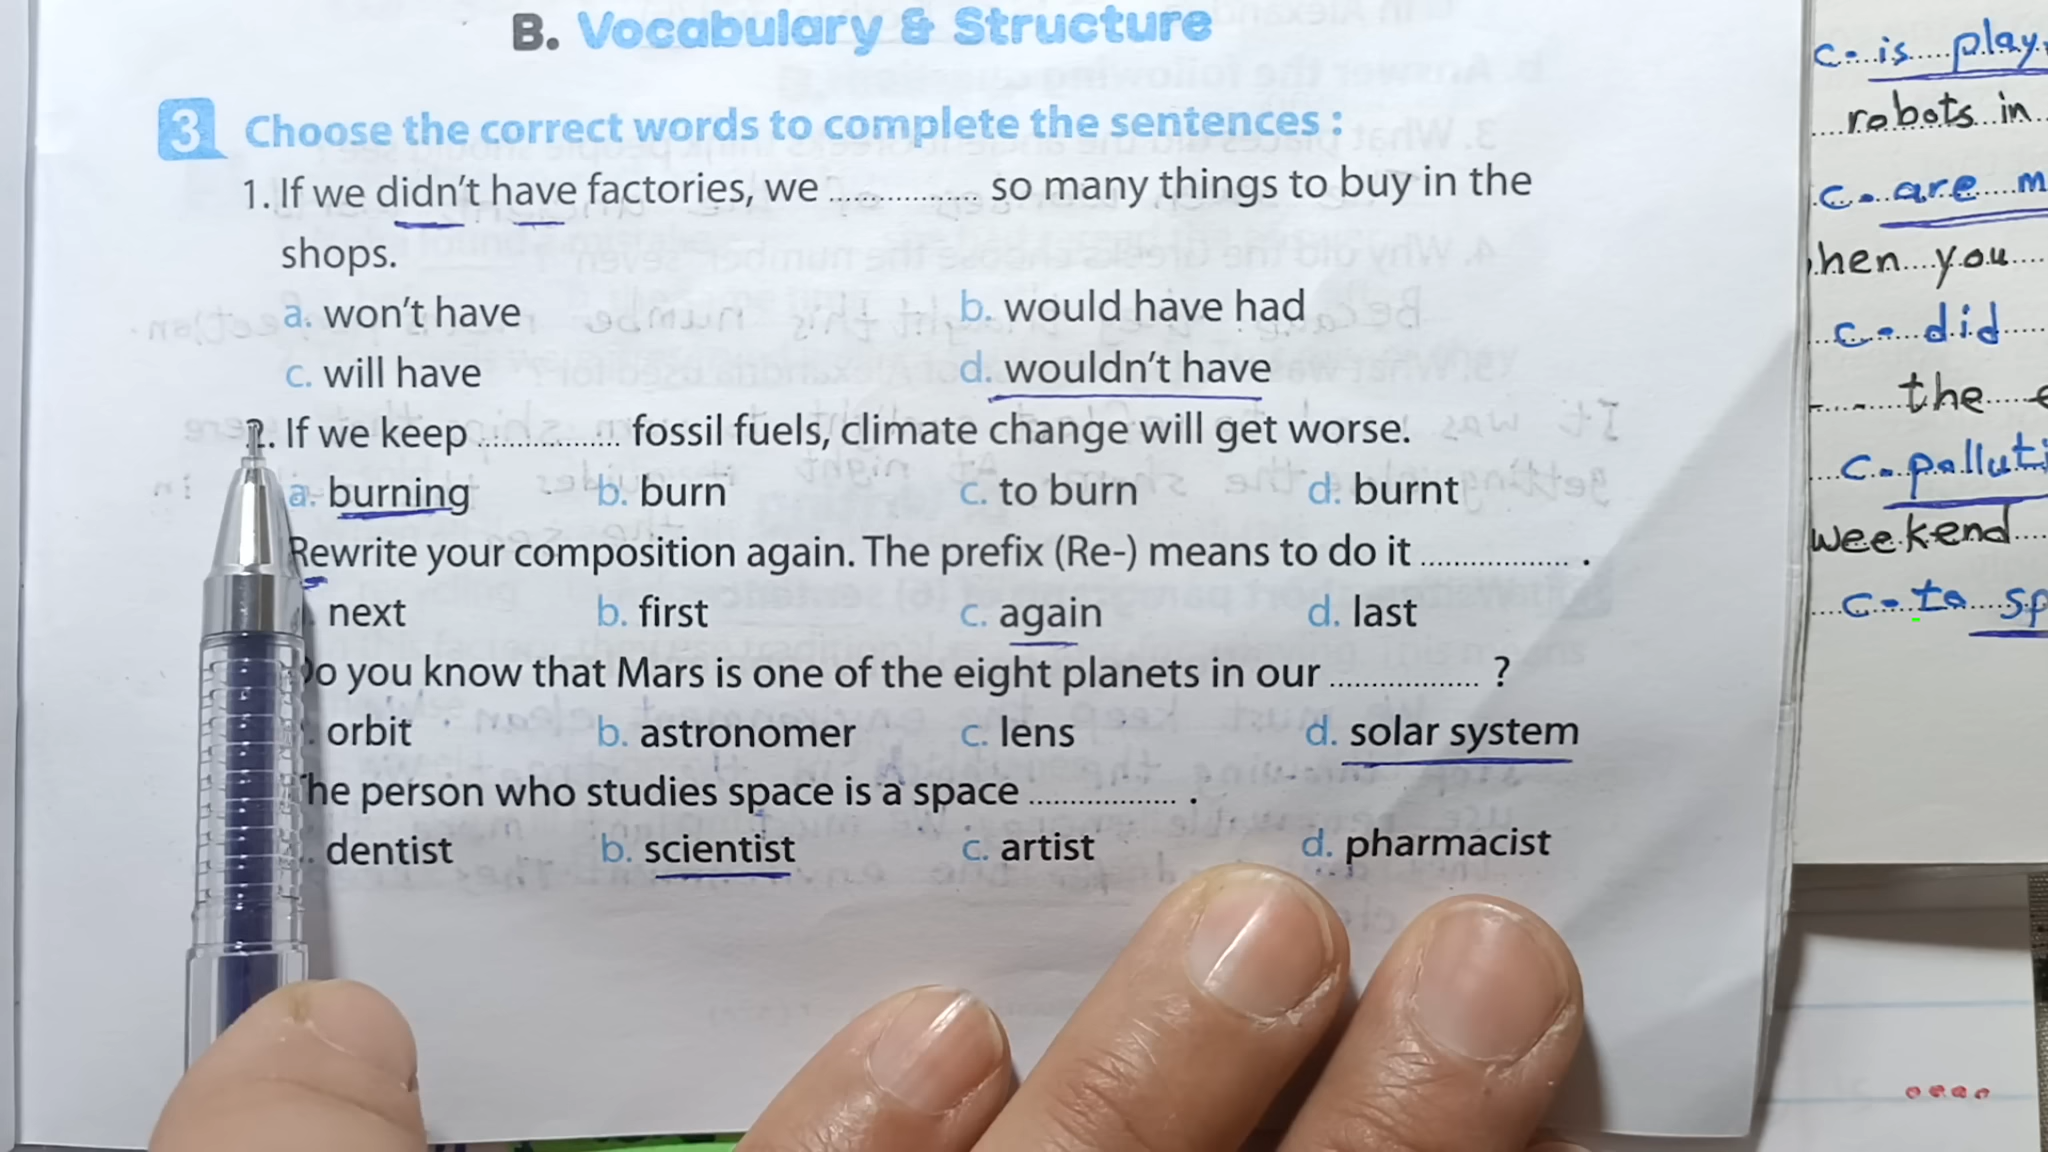 B. Vocabulary & Structure
3 Choose the correct words to complete the sentences :
1. If we didn't have factories, we ................ so many things to buy in the
shops.
a. won't have b. would have had
c. will have d. wouldn't have
2. If we keep ................ fossil fuels, climate change will get worse.
a. burning b. burn c. to burn d. burnt
Rewrite your composition again. The prefix (Re-) means to do it ................ .
next b. first c. again d. last
Do you know that Mars is one of the eight planets in our ................ ?
orbit b. astronomer c. lens d. solar system
The person who studies space is a space ................ .
dentist b. scientist c. artist d. pharmacist
c- is play
robots in
c- are m
hen you
c- did
the
c- polluti
weekend
c- to sp